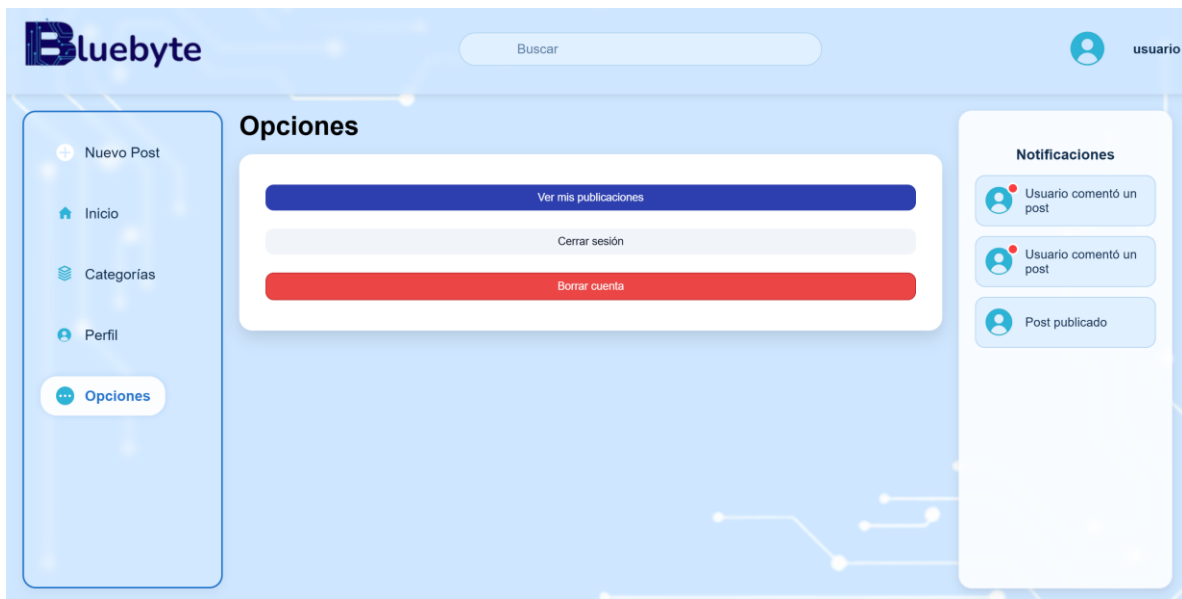 Bluebyte
Buscar
usuario
Nuevo Post
Inicio
Categorías
Perfil
Opciones
Opciones
Ver mis publicaciones
Cerrar sesión
Borrar cuenta
Notificaciones
Usuario comentó un
post
Usuario comentó un
post
Post publicado